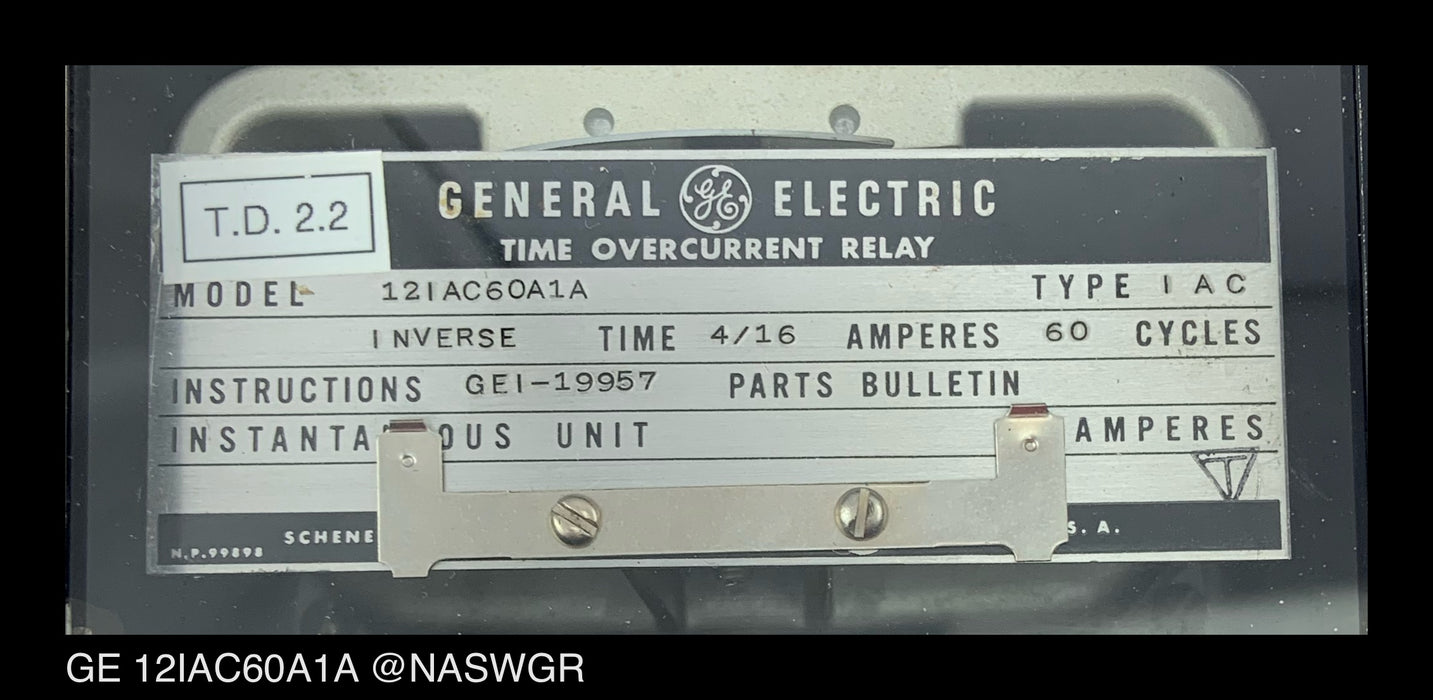 T.D. 2.2
GENERAL GE ELECTRIC
TIME OVERCURRENT RELAY
MODEL 12IAC60A1A TYPE IAC
INVERSE TIME 4/16 AMPERES 60 CYCLES
INSTRUCTIONS GEI-19957 PARTS BULLETIN
INSTANTA OUS UNIT AMPERES
T
SCHENE S. A.
N.P.99898
GE 12IAC60A1A @NASWGR